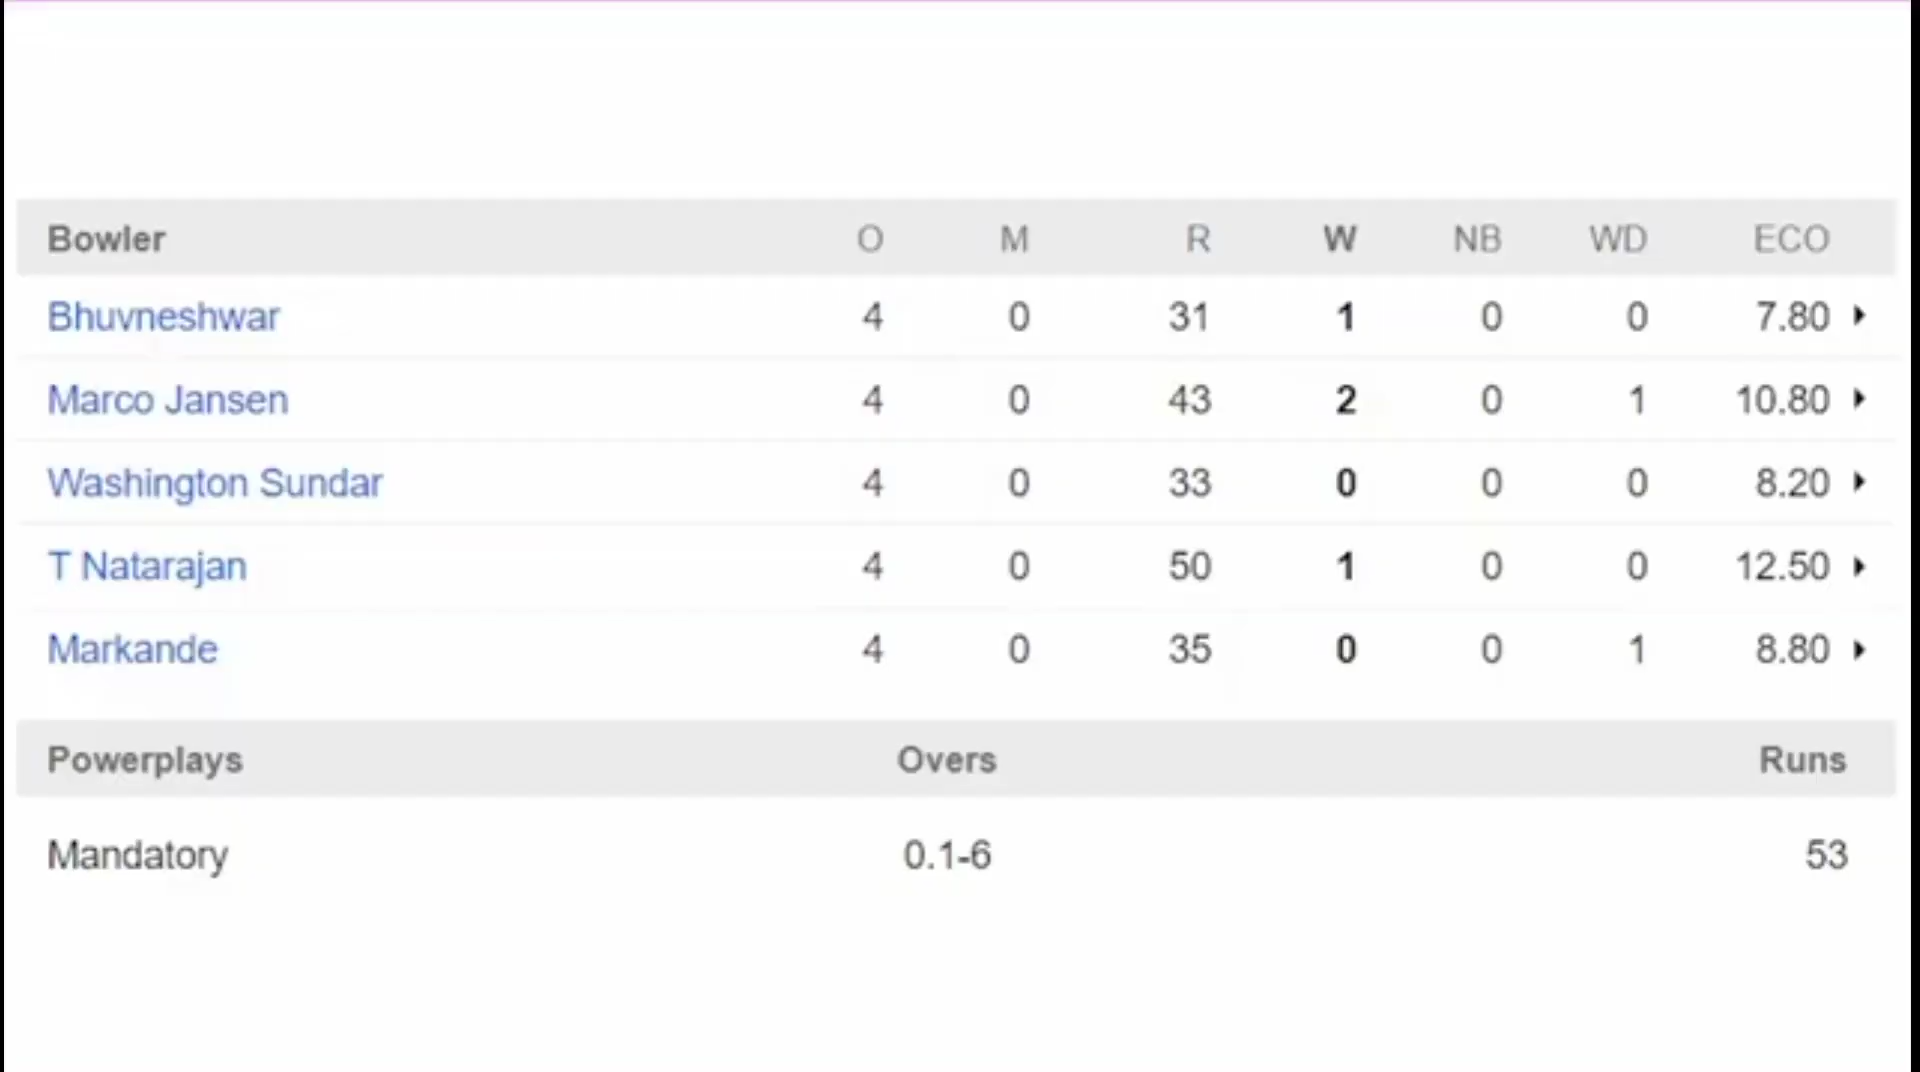 Bowler O M R W NB WD ECO
Bhuvneshwar 4 0 31 1 0 0 7.80
Marco Jansen 4 0 43 2 0 1 10.80
Washington Sundar 4 0 33 0 0 0 8.20
T Natarajan 4 0 50 1 0 0 12.50
Markande 4 0 35 0 0 1 8.80
Powerplays Overs Runs
Mandatory 0.1-6 53